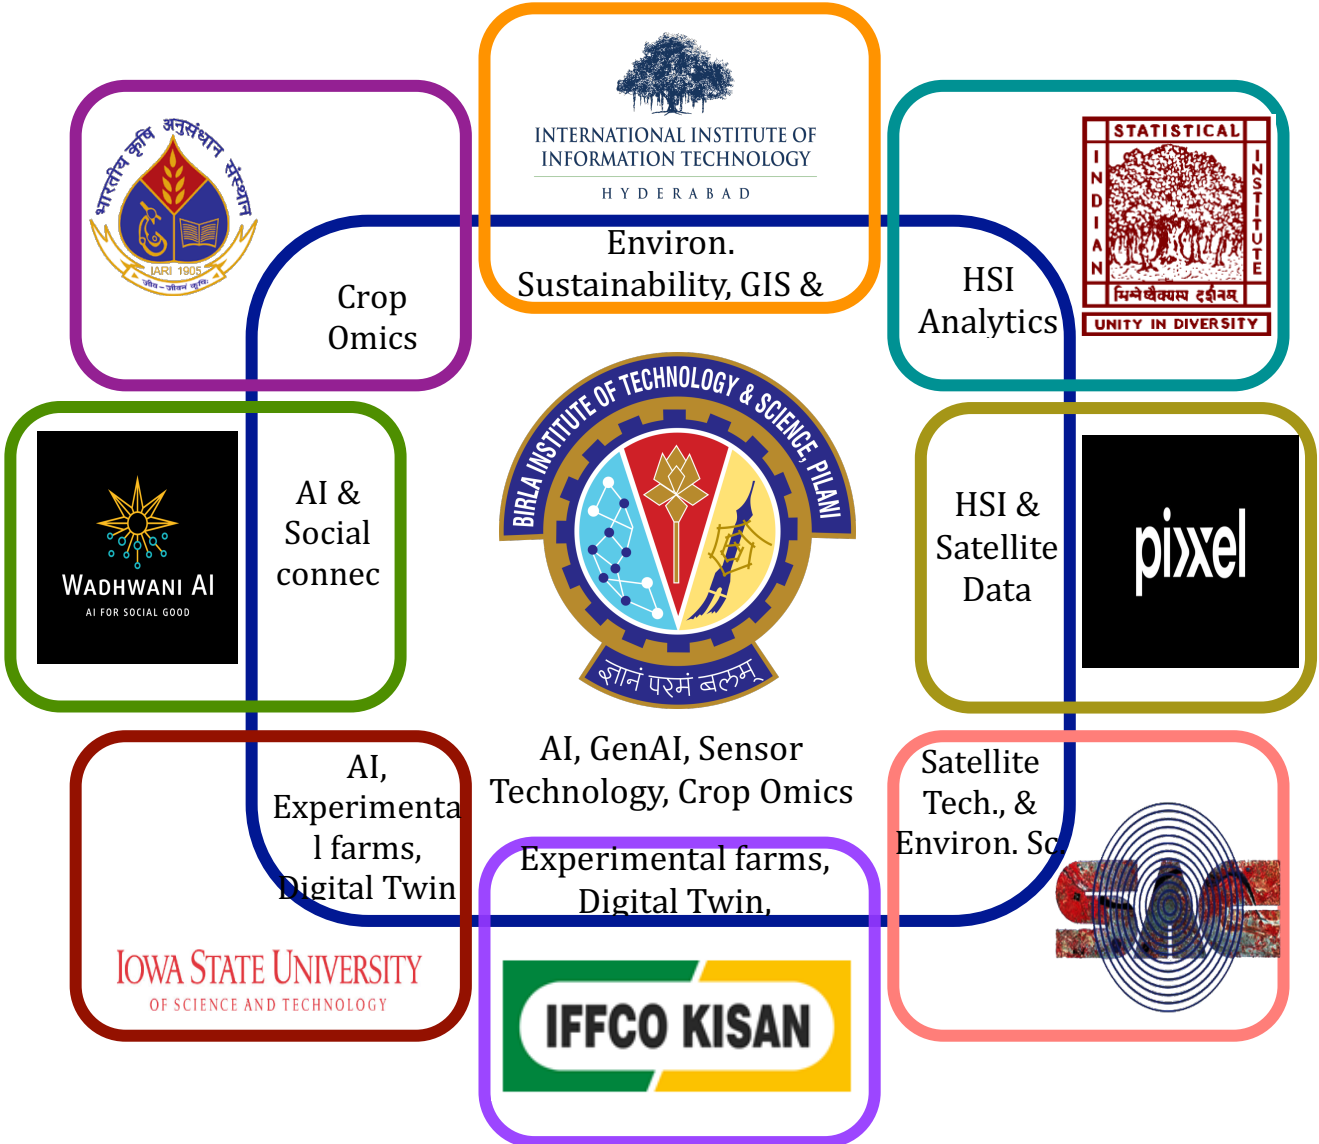 भारतीय कृषि अनुसंधान संस्थान
IARI 1905
Crop
Omics
INTERNATIONAL INSTITUTE OF
INFORMATION TECHNOLOGY
HYDERABAD
Environ.
Sustainability, GIS &
HSI
Analytics
STATISTICAL
INDIAN
INSTITUTE
UNITY IN DIVERSITY
WADHWANI AI
AI FOR SOCIAL GOOD
AI &
Social
connec
BIRLA INSTITUTE OF TECHNOLOGY & SCIENCE, PILANI
ज्ञानं परमं बलम्
AI, GenAI, Sensor
Technology, Crop Omics
HSI &
Satellite
Data
pixxel
AI,
Experimenta
l farms,
Digital Twin
IOWA STATE UNIVERSITY
OF SCIENCE AND TECHNOLOGY
Experimental farms,
Digital Twin,
IFFCO KISAN
Satellite
Tech., &
Environ. Sc.